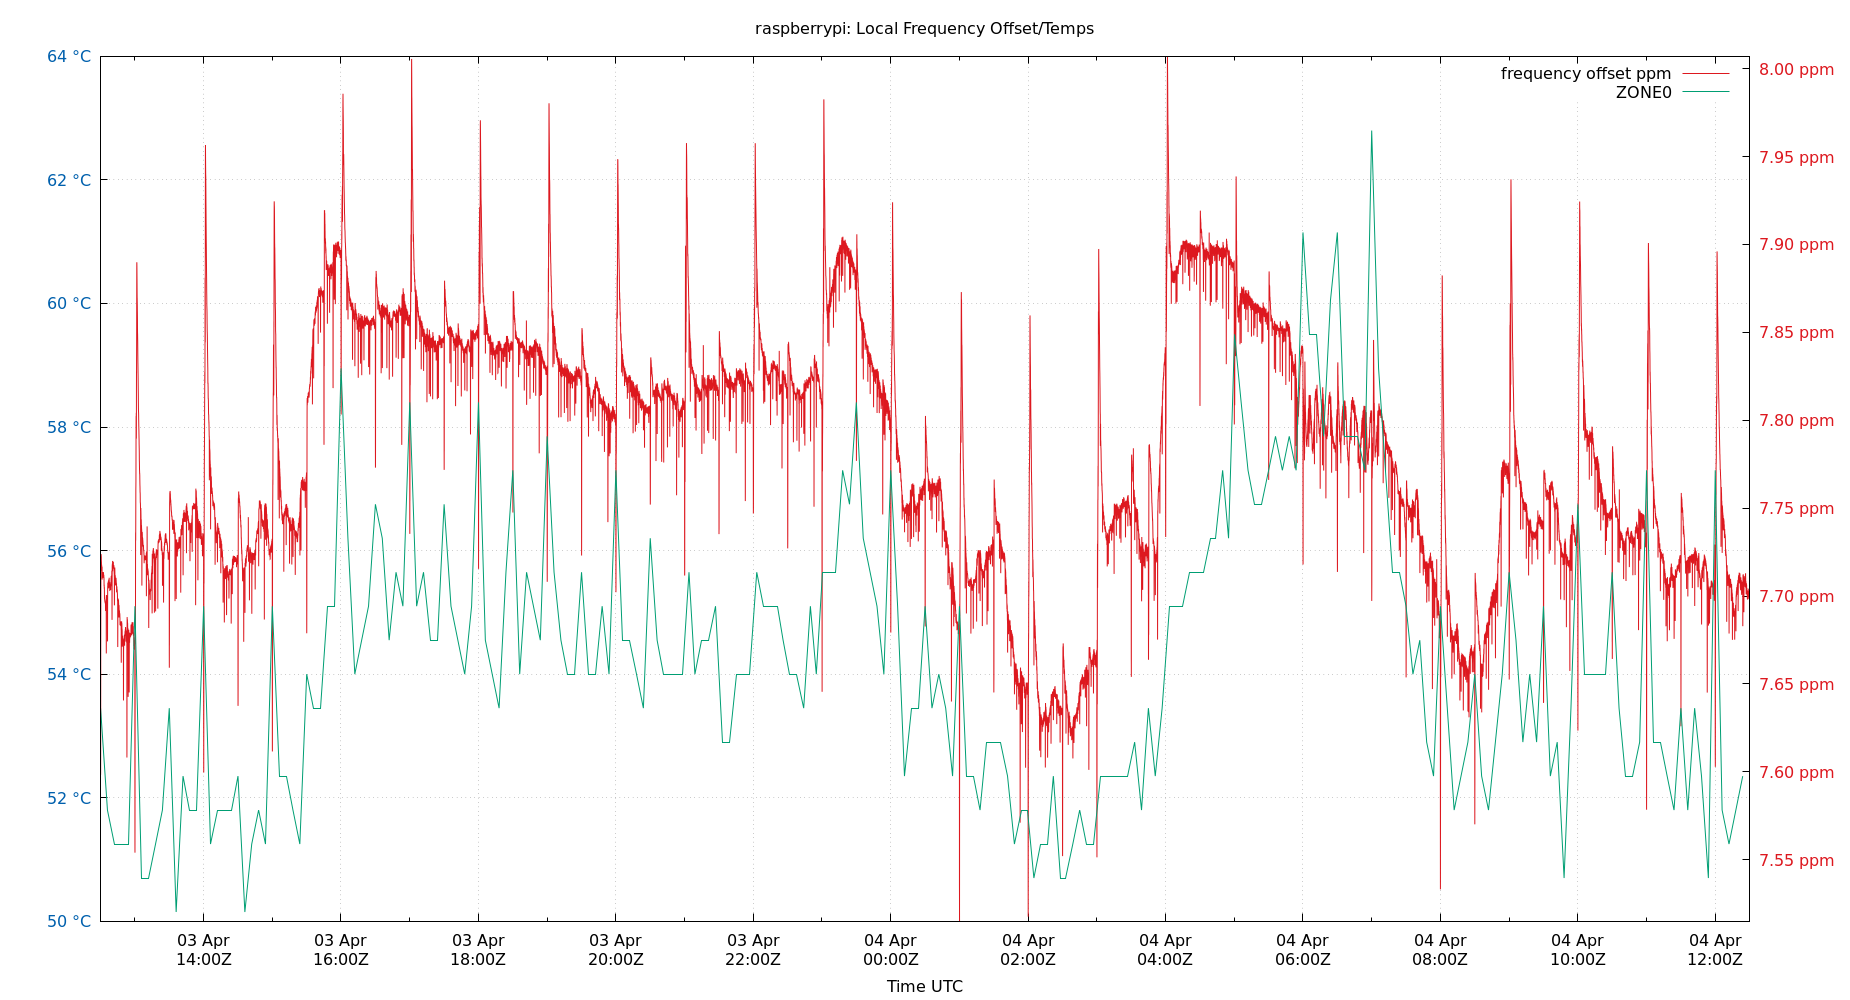 raspberrypi: Local Frequency Offset/Temps
64 °C
62 °C
60 °C
58 °C
56 °C
54 °C
52 °C
50 °C
8.00 ppm
7.95 ppm
7.90 ppm
7.85 ppm
7.80 ppm
7.75 ppm
7.70 ppm
7.65 ppm
7.60 ppm
7.55 ppm
frequency offset ppm
ZONE0
03 Apr
14:00Z
03 Apr
16:00Z
03 Apr
18:00Z
03 Apr
20:00Z
03 Apr
22:00Z
04 Apr
00:00Z
04 Apr
02:00Z
04 Apr
04:00Z
04 Apr
06:00Z
04 Apr
08:00Z
04 Apr
10:00Z
04 Apr
12:00Z
Time UTC